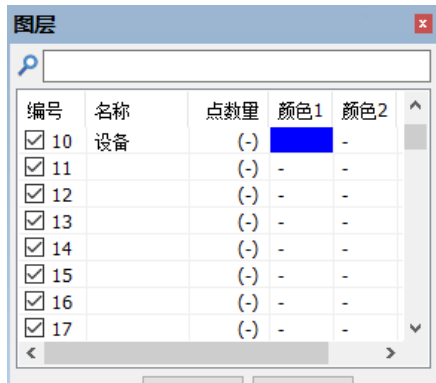 图层
编号 名称 点数量 颜色1 颜色2
10 设备 (-) -
11 (-) - -
12 (-) - -
13 (-) - -
14 (-) - -
15 (-) - -
16 (-) - -
17 (-) - -